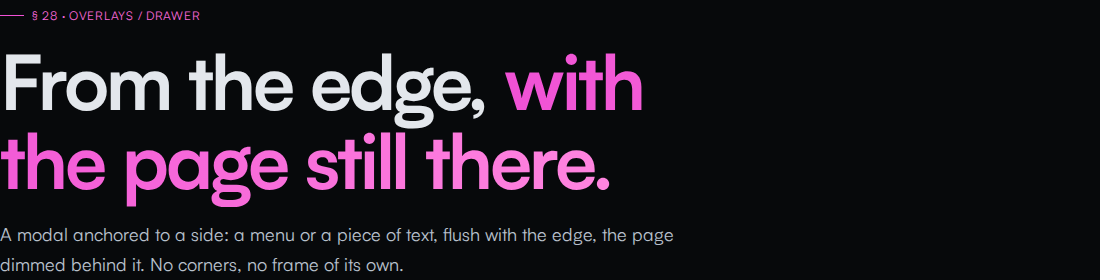 § 28 · OVERLAYS / DRAWER
From the edge, with
the page still there.
A modal anchored to a side: a menu or a piece of text, flush with the edge, the page
dimmed behind it. No corners, no frame of its own.